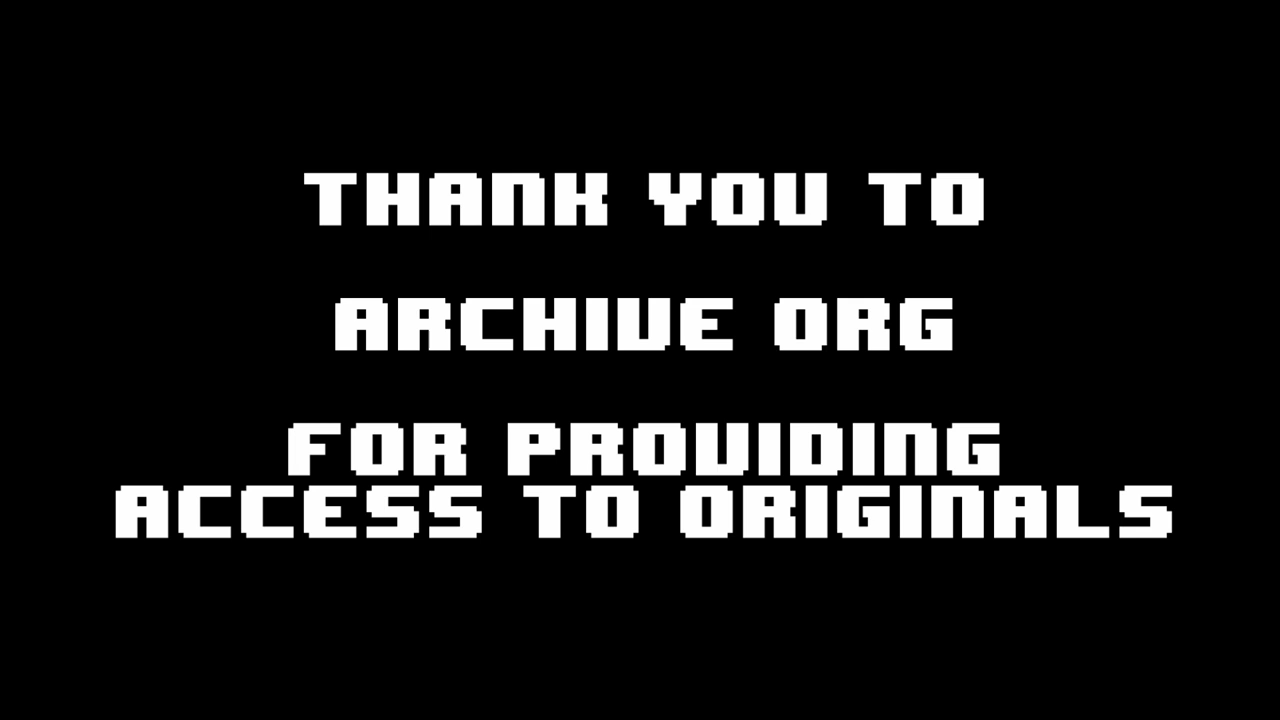 THANK YOU TO
ARCHIVE ORG
FOR PROVIDING
ACCESS TO ORIGINALS